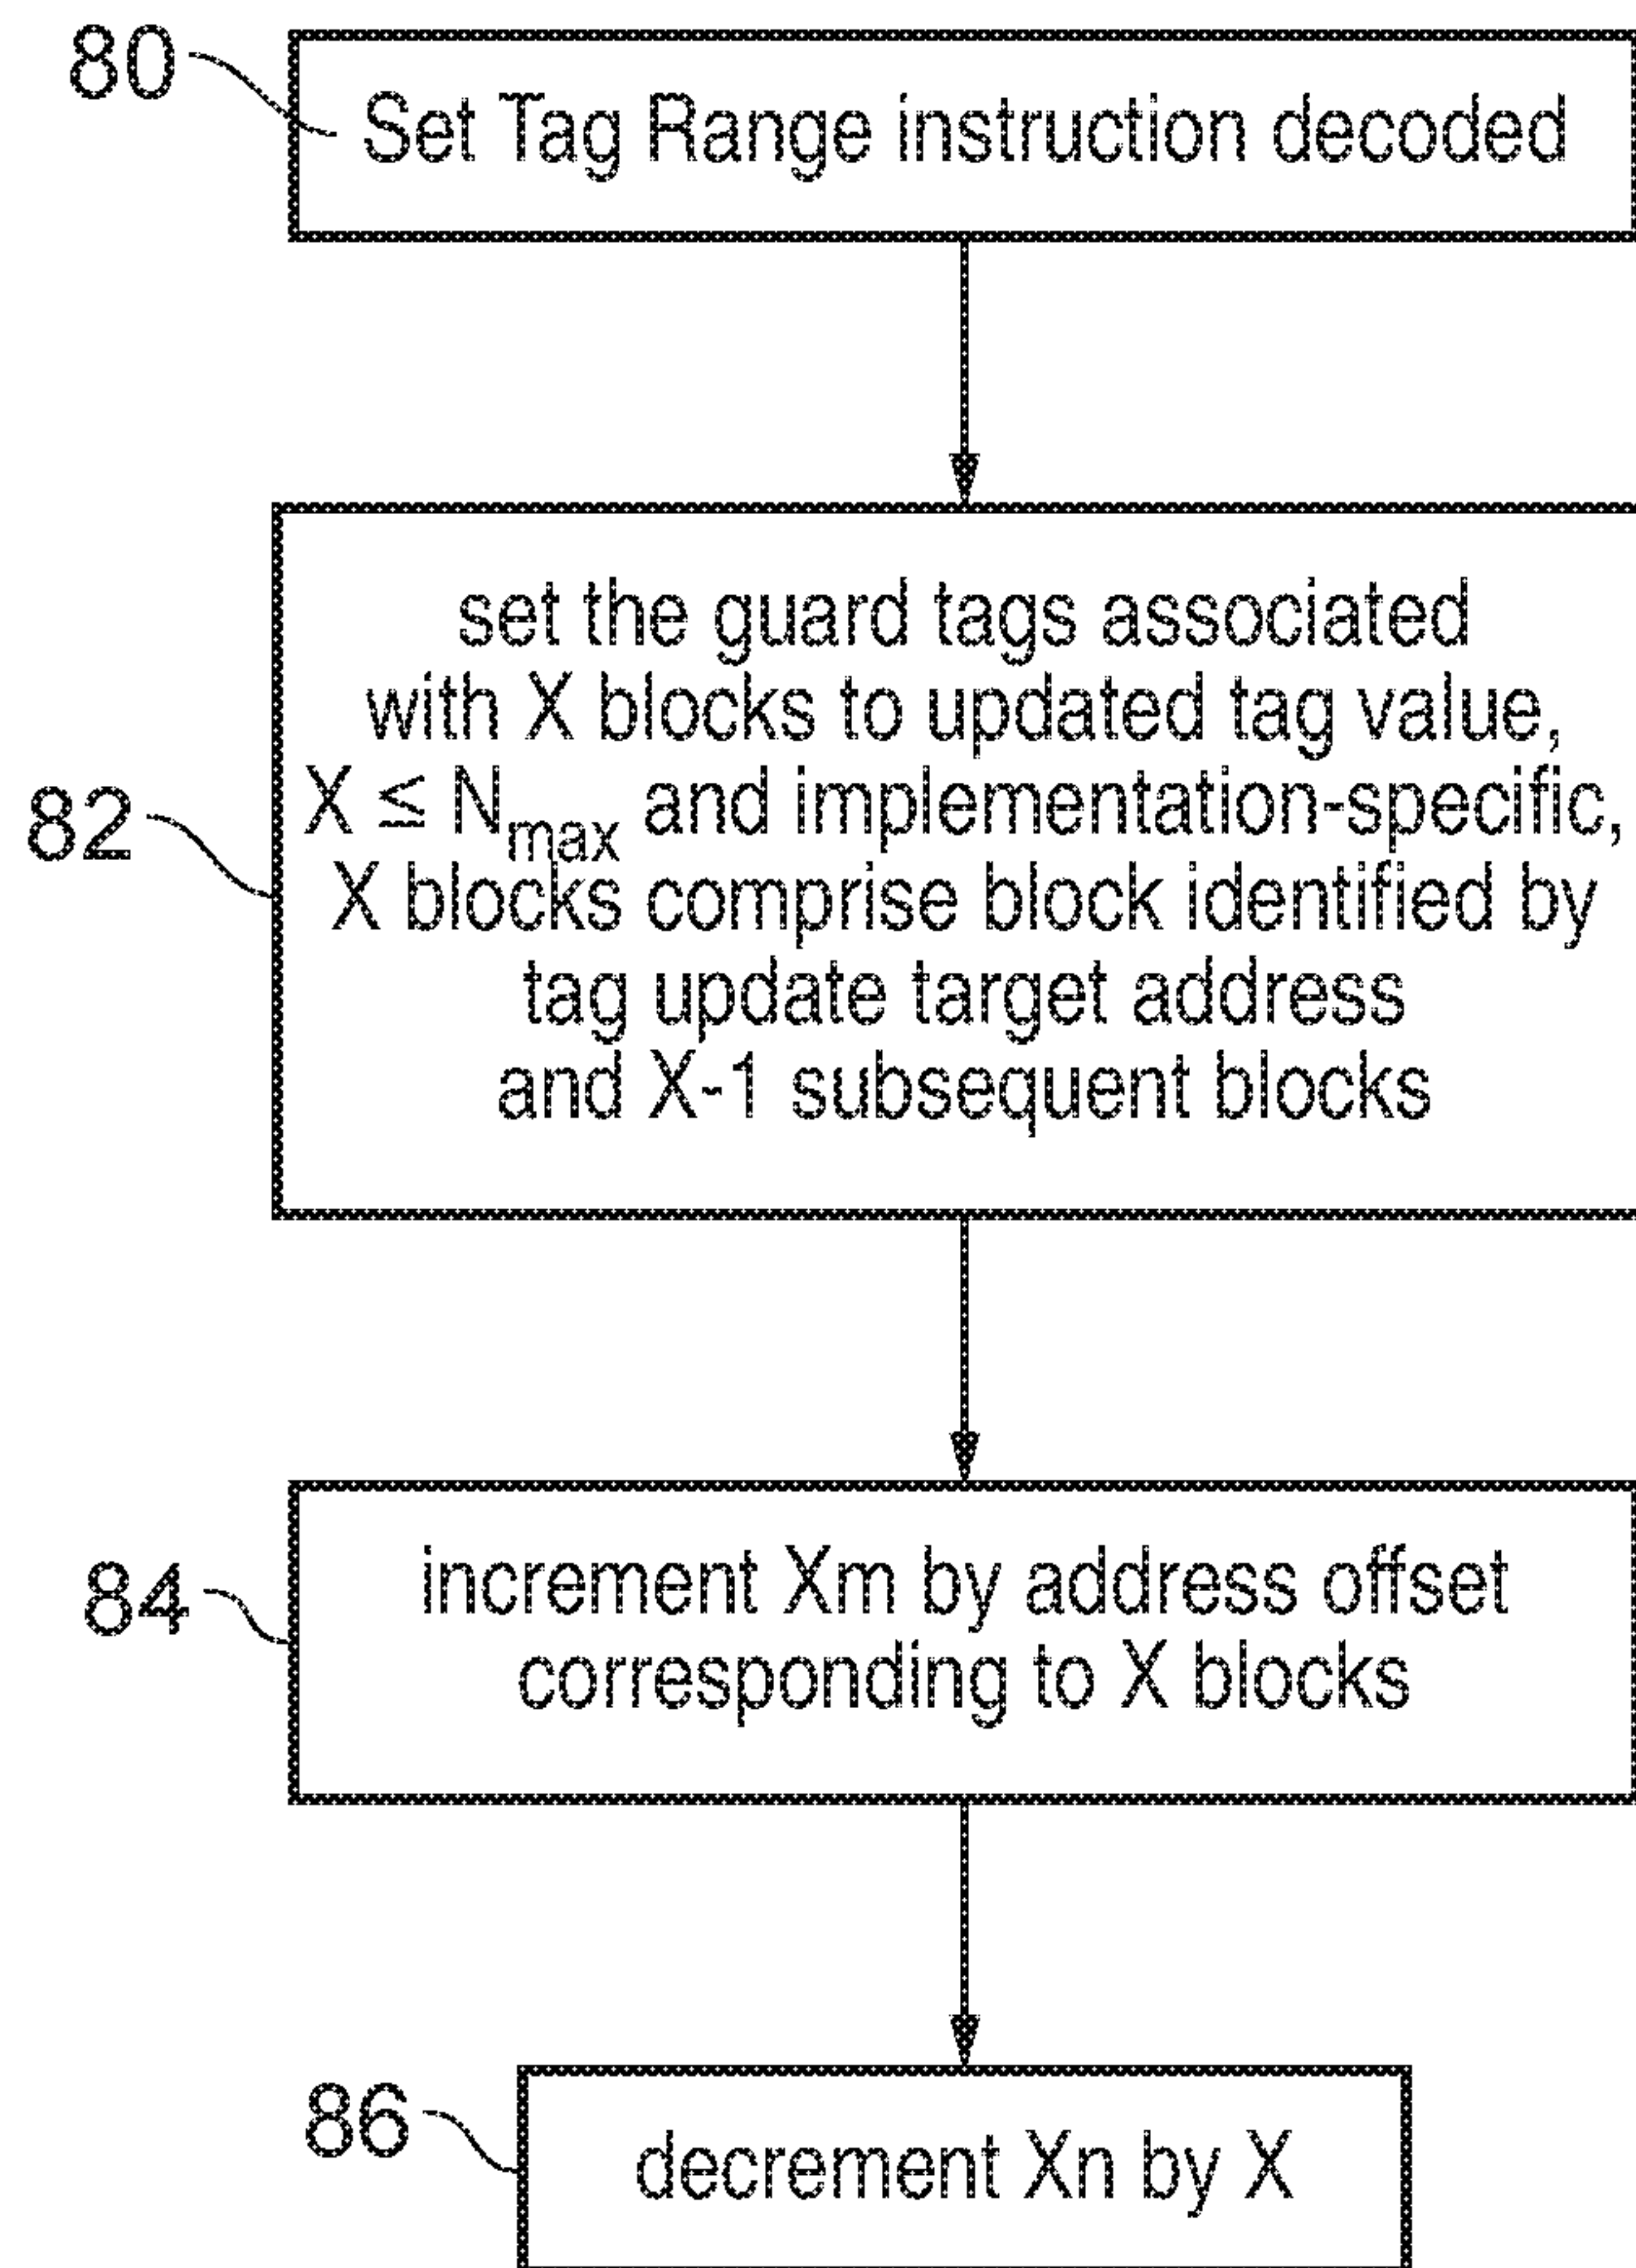 80
Set Tag Range instruction decoded
set the guard tags associated
with X blocks to updated tag value,
82
X ≤ Nmax and implementation-specific,
X blocks comprise block identified by
tag update target address
and X-1 subsequent blocks
84
increment Xm by address offset
corresponding to X blocks
86
decrement Xn by X